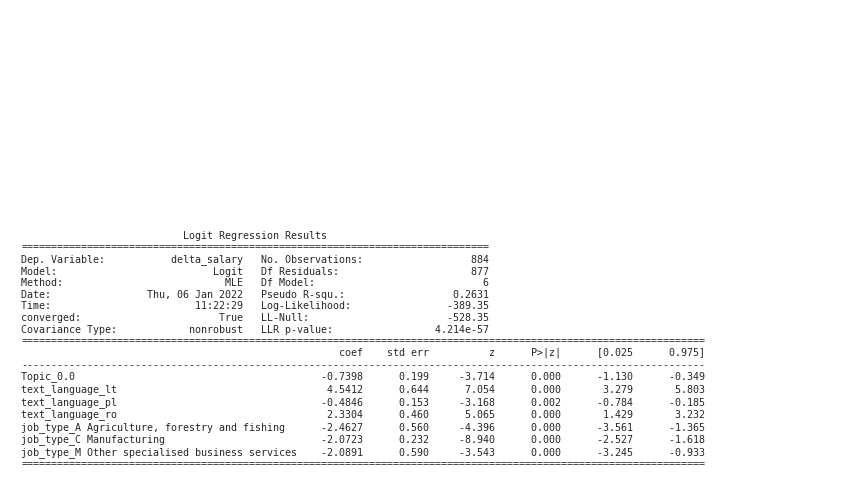 Logit Regression Results
==============================================================================
Dep. Variable: delta_salary No. Observations: 884
Model: Logit Df Residuals: 877
Method: MLE Df Model: 6
Date: Thu, 06 Jan 2022 Pseudo R-squ.: 0.2631
Time: 11:22:29 Log-Likelihood: -389.35
converged: True LL-Null: -528.35
Covariance Type: nonrobust LLR p-value: 4.214e-57
==================================================================================================================
coef std err z P>|z| [0.025 0.975]
------------------------------------------------------------------------------------------------------------------
Topic_0.0 -0.7398 0.199 -3.714 0.000 -1.130 -0.349
text_language_lt 4.5412 0.644 7.054 0.000 3.279 5.803
text_language_pl -0.4846 0.153 -3.168 0.002 -0.784 -0.185
text_language_ro 2.3304 0.460 5.065 0.000 1.429 3.232
job_type_A Agriculture, forestry and fishing -2.4627 0.560 -4.396 0.000 -3.561 -1.365
job_type_C Manufacturing -2.0723 0.232 -8.940 0.000 -2.527 -1.618
job_type_M Other specialised business services -2.0891 0.590 -3.543 0.000 -3.245 -0.933
==================================================================================================================